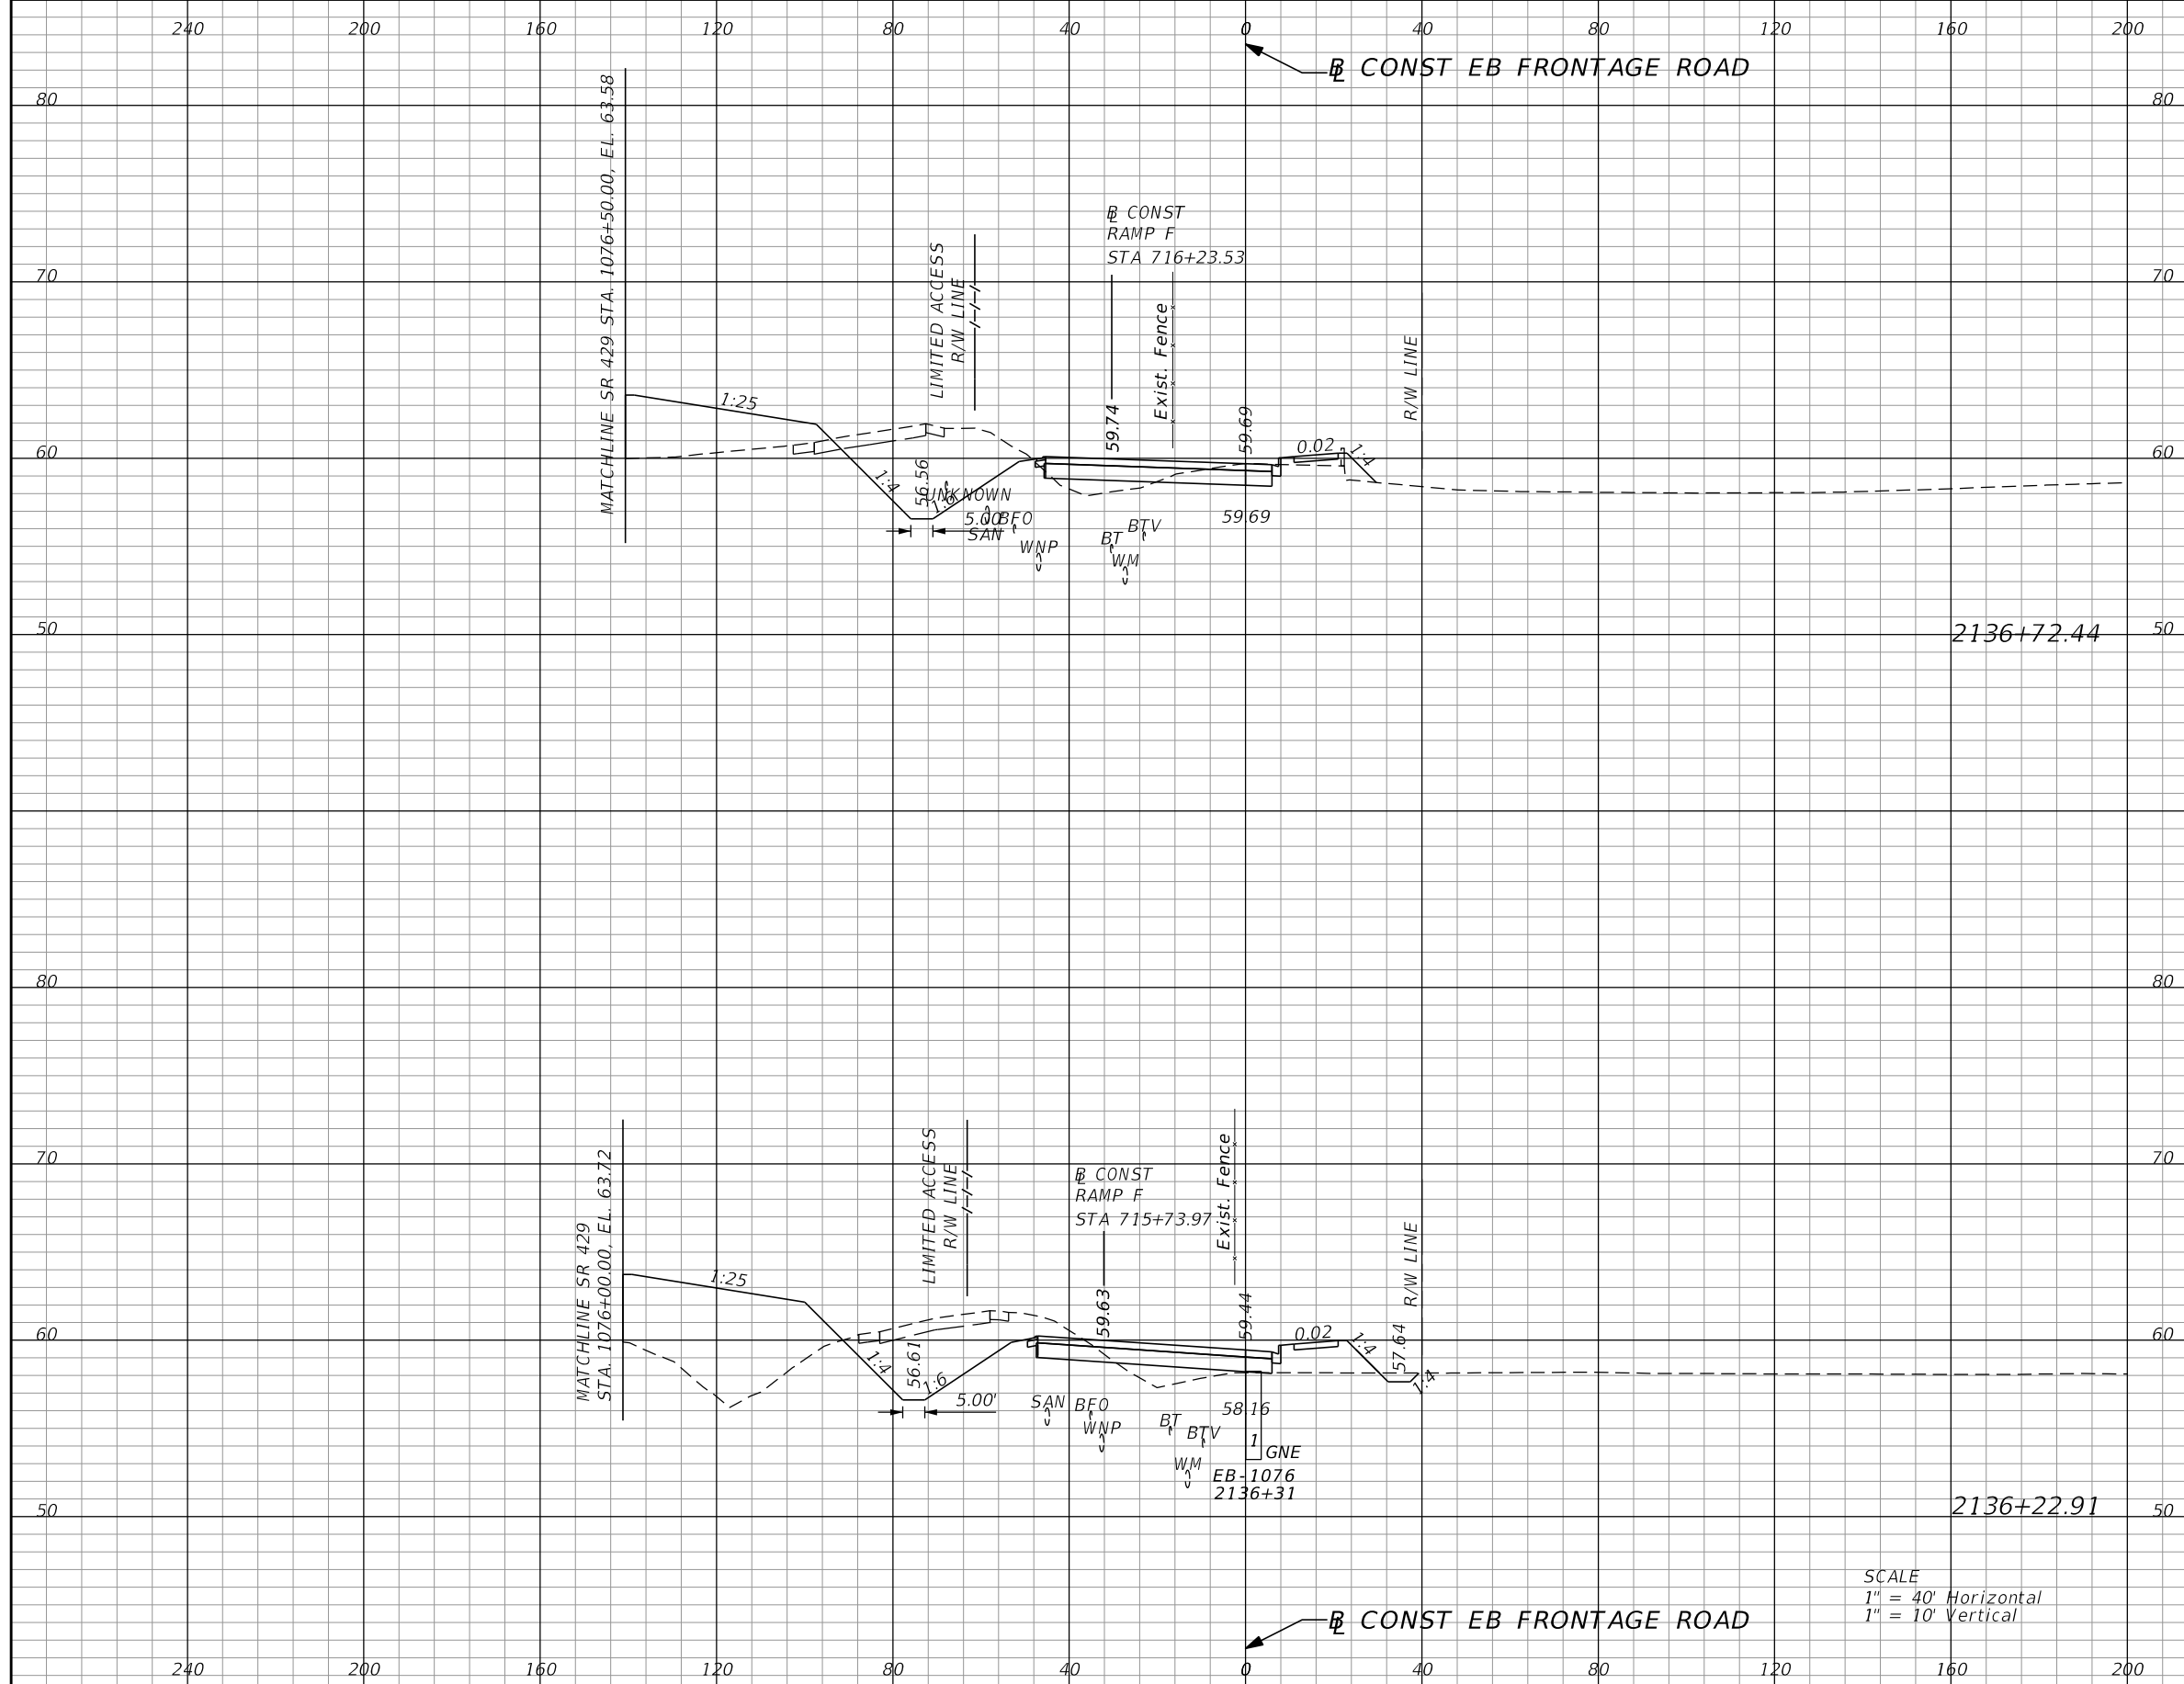 240 200 160 120 80 40 0 40 80 120 160 200
BL CONST EB FRONTAGE ROAD
80 80
MATCHLINE SR 429 STA. 1076+50.00, EL. 63.58
BL CONST
RAMP F
STA 716+23.53
LIMITED ACCESS
R/W LINE
70 70
Exist. Fence
R/W LINE
1:25
59.74
59.69
0.02
1:4
60 60
1:4
56.56
1:6
UNKNOWN
5.00'
BFO
SAN
WNP
BT
BTV
WM
59.69
50 50
2136+72.44
80 80
70 70
MATCHLINE SR 429
STA. 1076+00.00, EL. 63.72
LIMITED ACCESS
R/W LINE
BL CONST
RAMP F
STA 715+73.97
Exist. Fence
R/W LINE
1:25
59.63
59.44
0.02
1:4
57.64
1:4
60 60
1:4
56.61
1:6
5.00'
SAN
BFO
WNP
BT
BTV
WM
58.16
1
GNE
EB-1076
2136+31
50 50
2136+22.91
SCALE
1" = 40' Horizontal
1" = 10' Vertical
BL CONST EB FRONTAGE ROAD
240 200 160 120 80 40 0 40 80 120 160 200